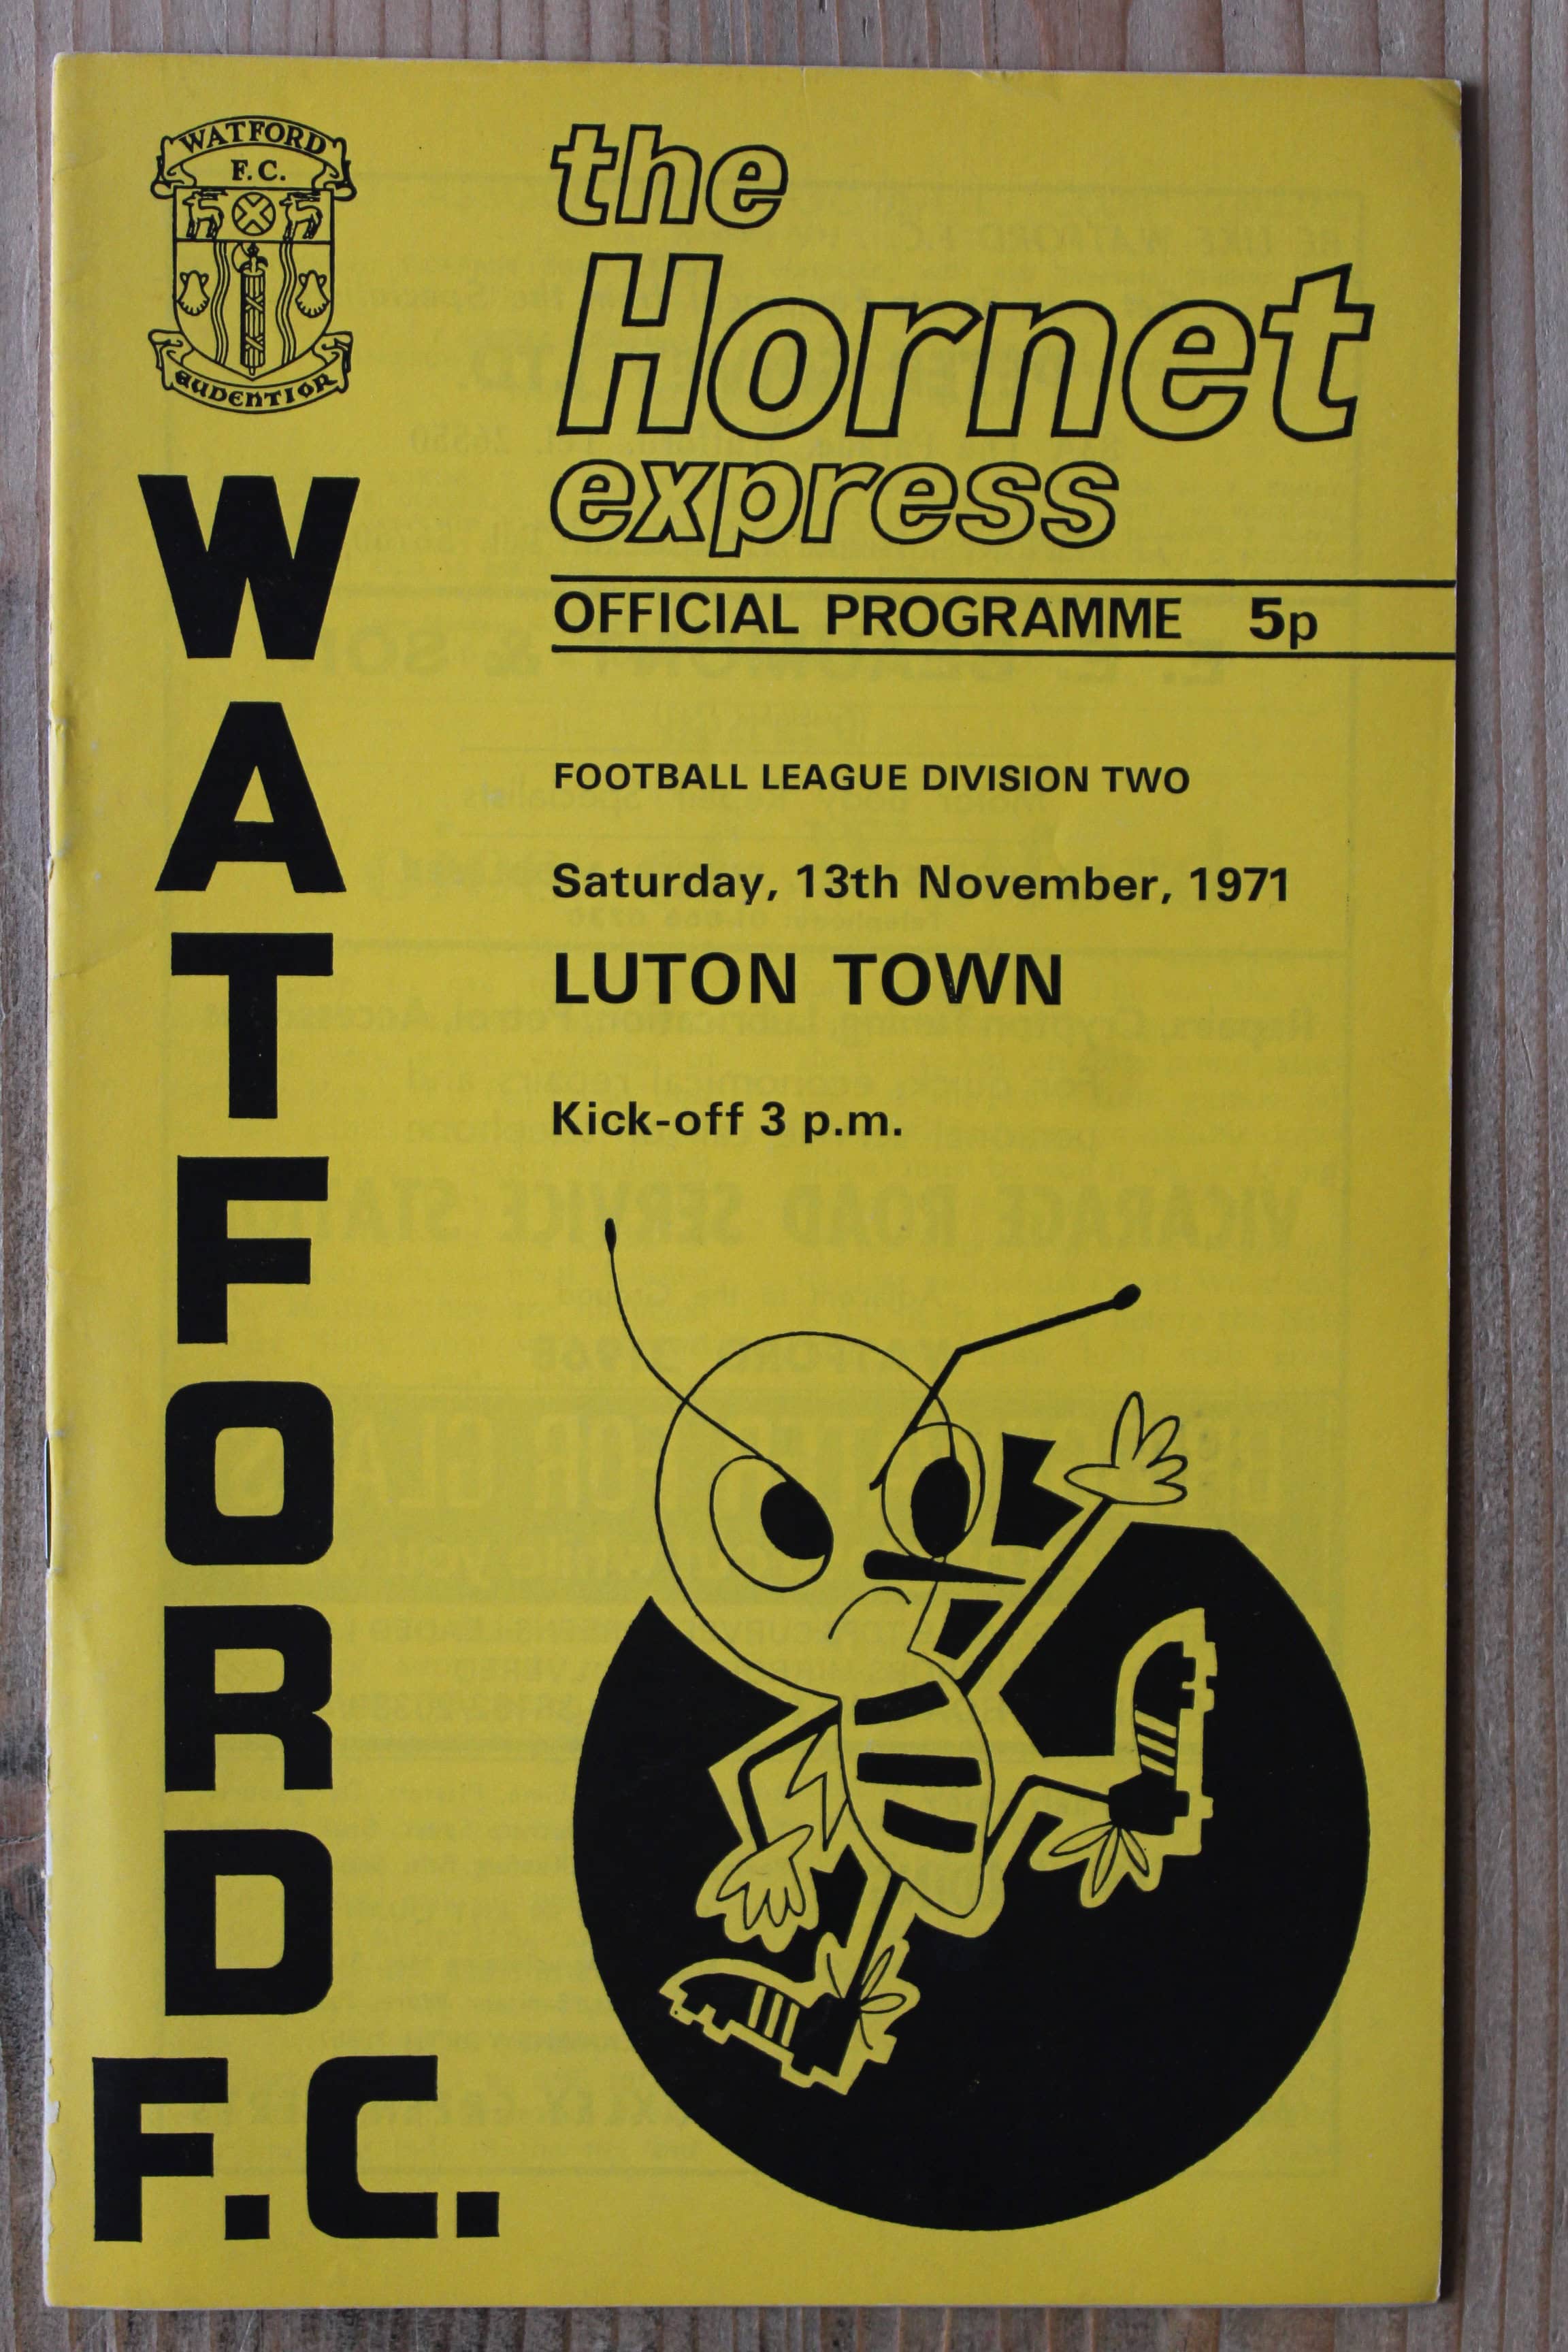 WATFORD
F.C.
AUDENTIOR
WATFORD
F.C.
the
Hornet
express
OFFICIAL PROGRAMME 5p
FOOTBALL LEAGUE DIVISION TWO
Saturday, 13th November, 1971
LUTON TOWN
Kick-off 3 p.m.